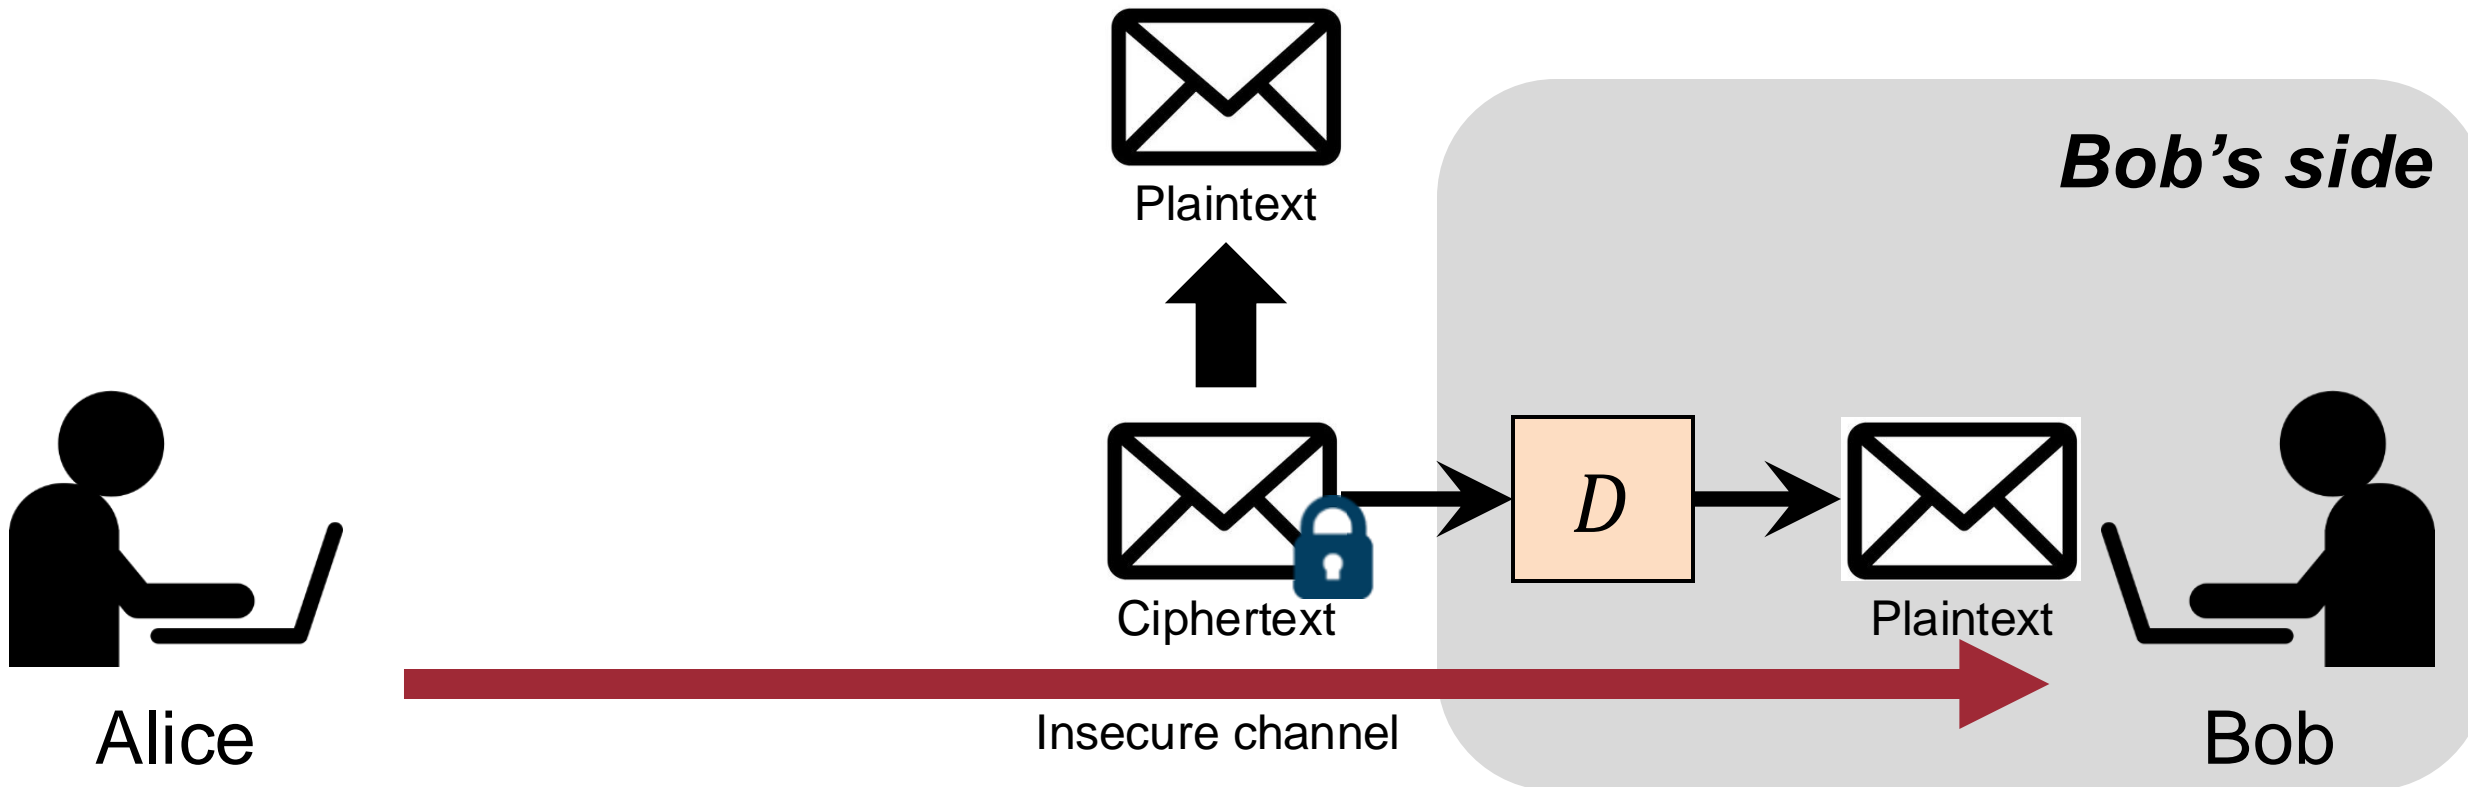 Plaintext
Bob’s side
D
Ciphertext
Plaintext
Insecure channel
Alice
Bob